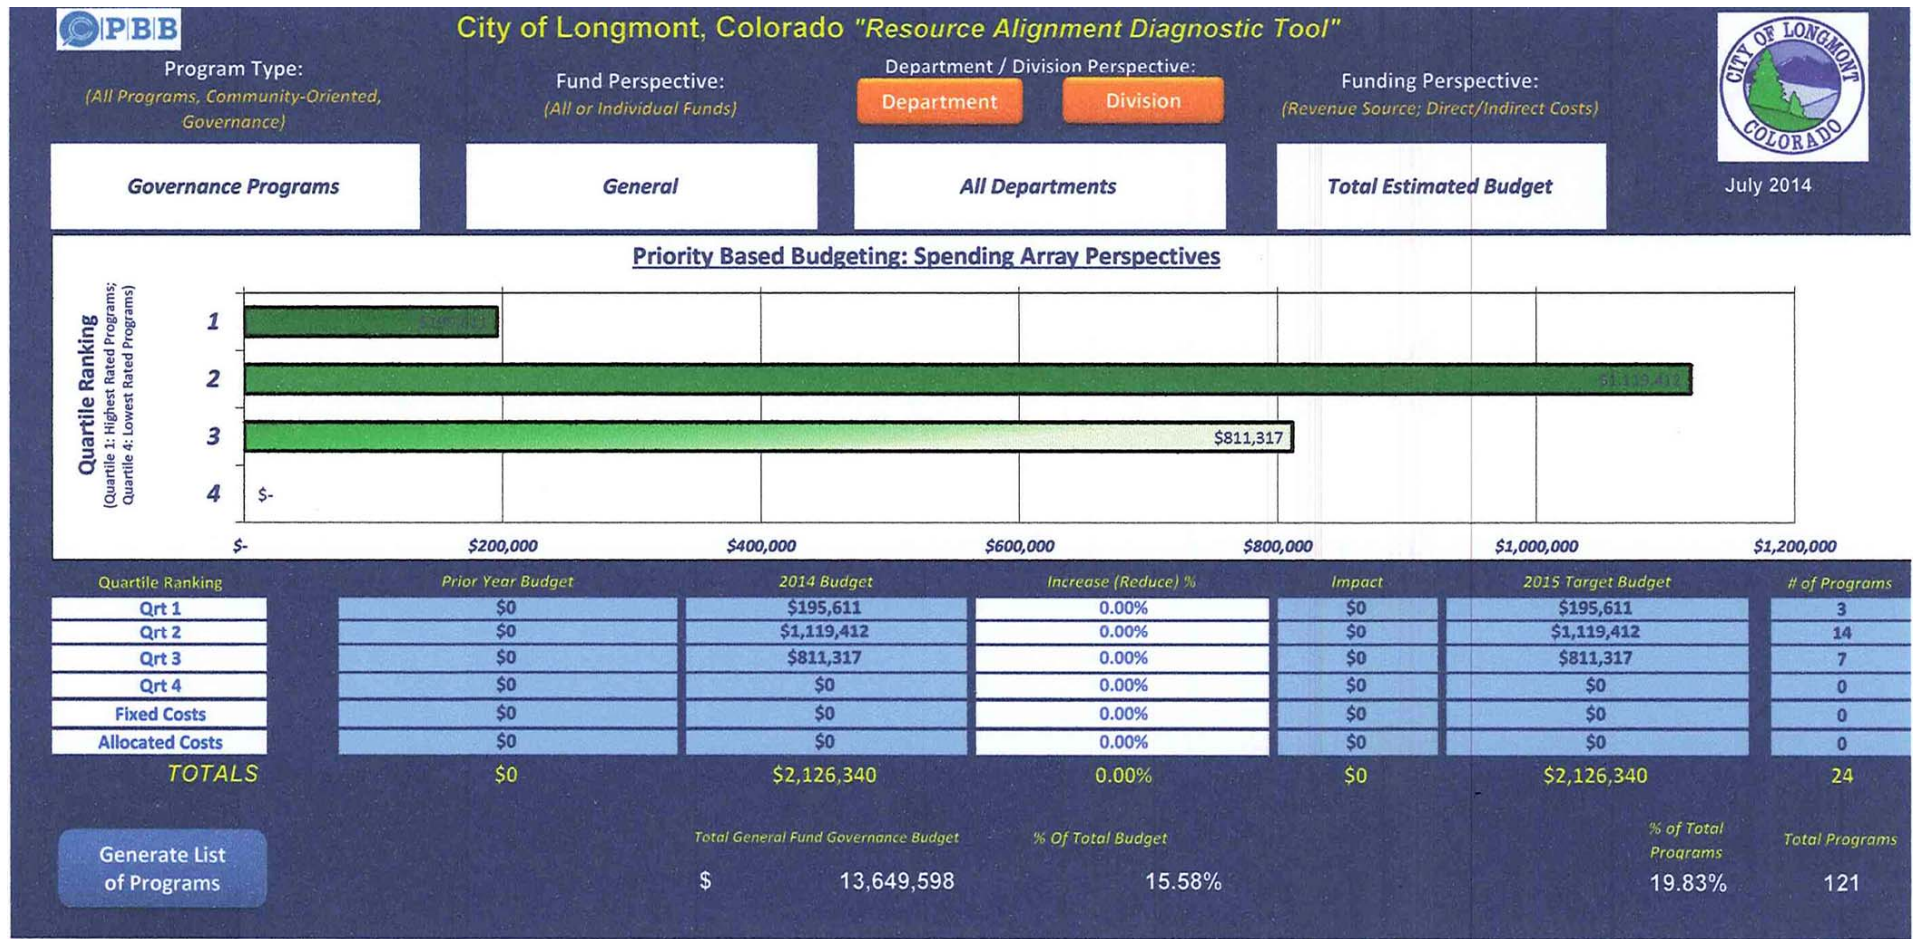 PBB
City of Longmont, Colorado "Resource Alignment Diagnostic Tool"
Program Type:
(All Programs, Community-Oriented,
Governance)
Fund Perspective:
(All or Individual Funds)
Department / Division Perspective:
Department
Division
Funding Perspective:
(Revenue Source; Direct/Indirect Costs)
CITY OF LONGMONT
COLORADO
Governance Programs
General
All Departments
Total Estimated Budget
July 2014
Priority Based Budgeting: Spending Array Perspectives
Quartile Ranking
(Quartile 1: Highest Rated Programs;
Quartile 4: Lowest Rated Programs)
1
2 $1,119,412
3 $811,317
4 $-
$- $200,000 $400,000 $600,000 $800,000 $1,000,000 $1,200,000
Quartile Ranking Prior Year Budget 2014 Budget Increase (Reduce) % Impact 2015 Target Budget # of Programs
Qrt 1 $0 $195,611 0.00% $0 $195,611 3
Qrt 2 $0 $1,119,412 0.00% $0 $1,119,412 14
Qrt 3 $0 $811,317 0.00% $0 $811,317 7
Qrt 4 $0 $0 0.00% $0 $0 0
Fixed Costs $0 $0 0.00% $0 $0 0
Allocated Costs $0 $0 0.00% $0 $0 0
TOTALS $0 $2,126,340 0.00% $0 $2,126,340 24
Generate List
of Programs
Total General Fund Governance Budget
$ 13,649,598
% Of Total Budget
15.58%
% of Total
Programs
19.83%
Total Programs
121